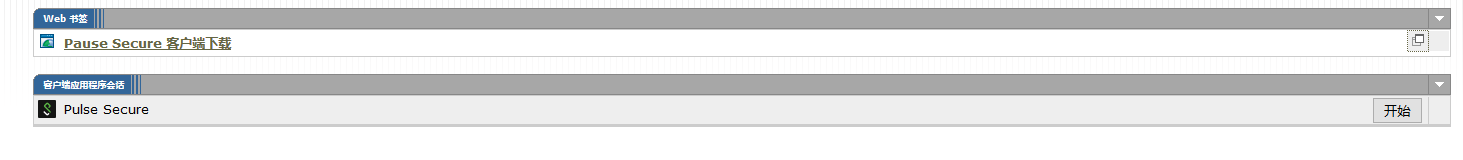 Web 书签
Pause Secure 客户端下载
客户端应用程序会话
Pulse Secure
开始